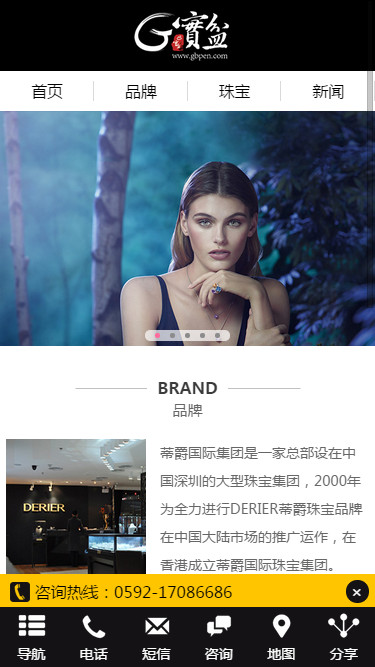 G寶盆
www.gbpen.com
首页 品牌 珠宝 新闻
BRAND
品牌
DERIER
蒂爵国际集团是一家总部设在中
国深圳的大型珠宝集团，2000年
为全力进行DERIER蒂爵珠宝品牌
在中国大陆市场的推广运作，在
香港成立蒂爵国际珠宝集团。
咨询热线：0592-17086686
导航 电话 短信 咨询 地图 分享